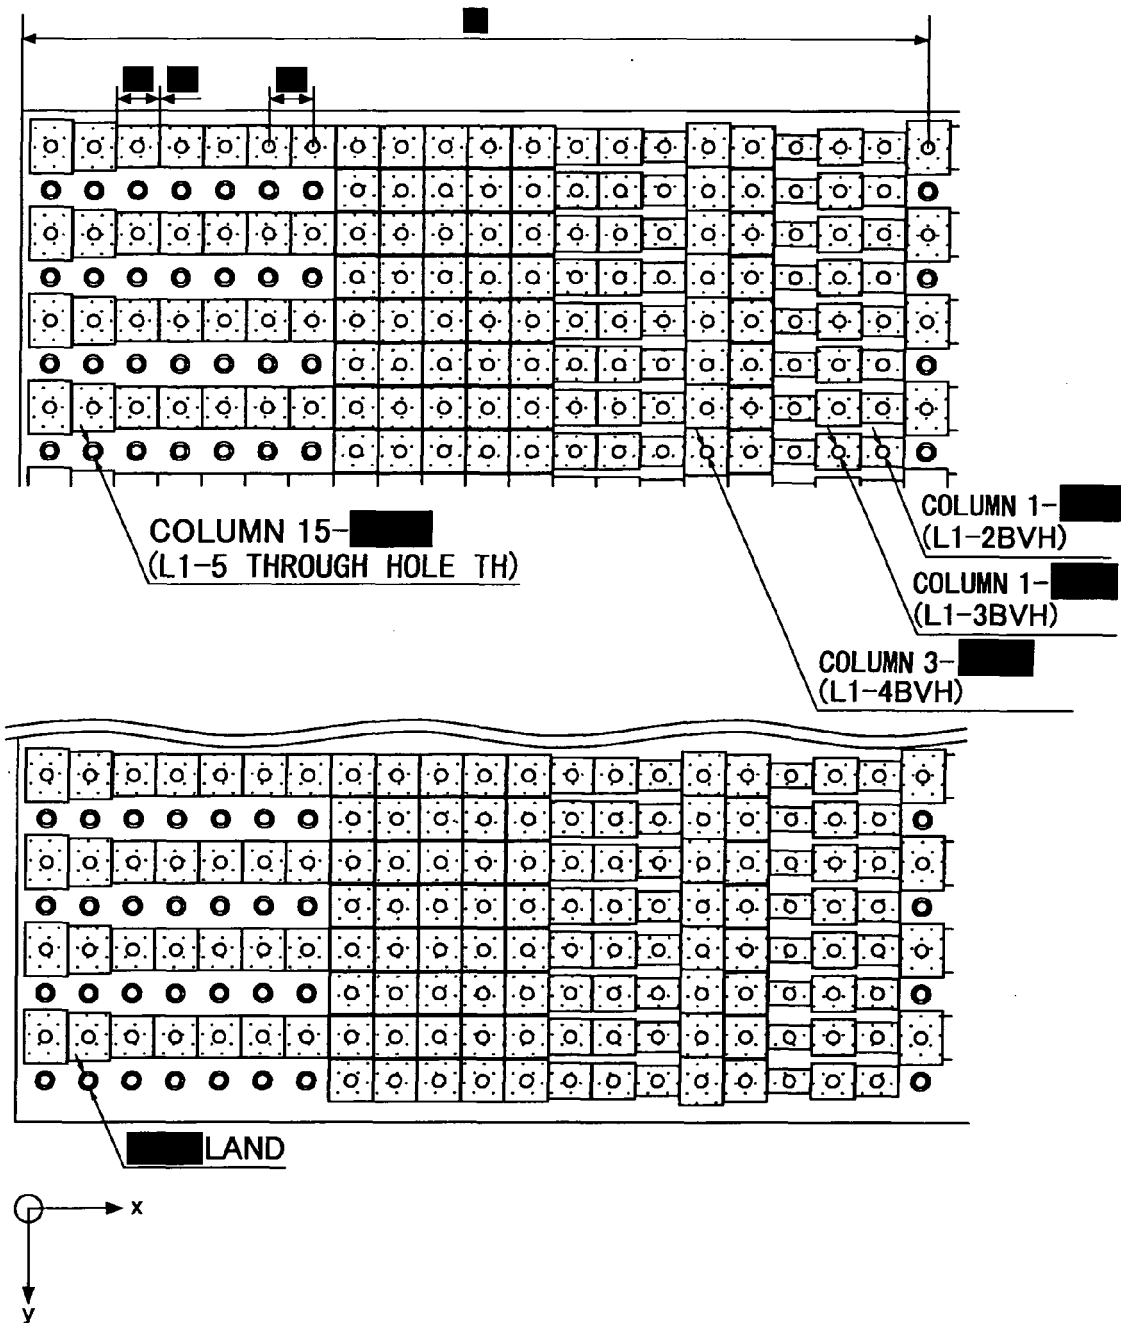 COLUMN 15-
(L1-5 THROUGH HOLE TH)
COLUMN 1-
(L1-2BVH)
COLUMN 1-
(L1-3BVH)
COLUMN 3-
(L1-4BVH)
LAND
x
y